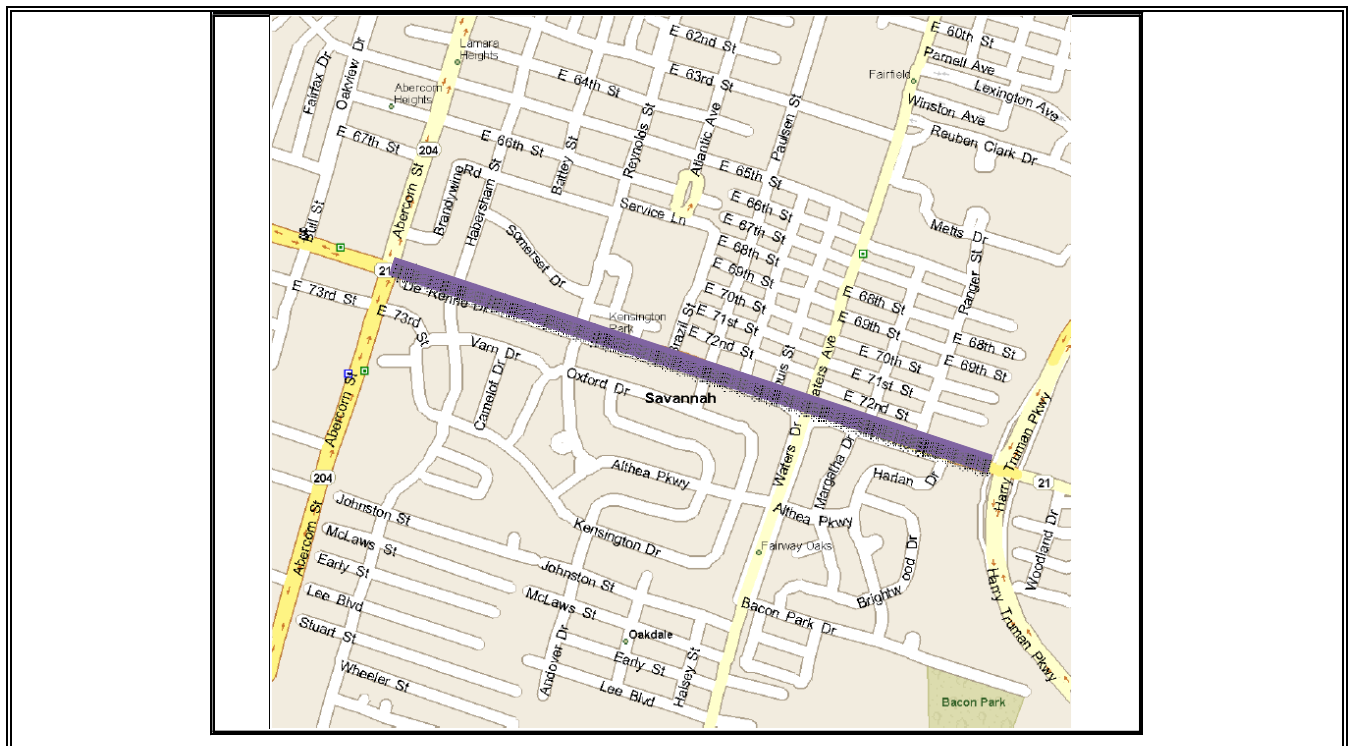 E 60th St
E 62nd St
Lamara
Heights
Parnell Ave
Fairfield
E 63rd St
E 64th St
Lexington Ave
Fairfax Dr
Oakview Dr
Abercorn
Heights
Winston Ave
Reynolds St
Atlantic Ave
Paulsen St
Reuben Clark Dr
E 67th St
204
E 66th St
Battey St
E 65th St
Rd
Brandywine
Habersham St
Abercorn St
E 66th St
Service Ln
E 67th St
Metts Dr
Bull St
Somerset Dr
E 68th St
Ranger St
21
E 69th St
De Renne Dr
E 73rd St
E 70th St
E 68th St
E 73rd
St
Kensington
Park
E 71st St
E 69th St
E 68th St
Varn Dr
E 72nd St
E 70th St
E 69th St
Oxford Dr
E 71st St
Camelot Dr
Savannah
E 72nd St
Abercorn St
Waters Dr
Margatha Dr
Harry Truman Pkwy
Althea Pkwy
Harlan Dr
204
21
Johnston St
Althea Pkwy
McLaws St
Kensington Dr
Fairway Oaks
Woodland Dr
Abercorn St
Early St
Johnston St
Brightwood Dr
Harry Truman Pkwy
Lee Blvd
McLaws St
Bacon Park Dr
Stuart St
Oakdale
Andover Dr
Early St
Halsey St
Wheeler St
Lee Blvd
Bacon Park